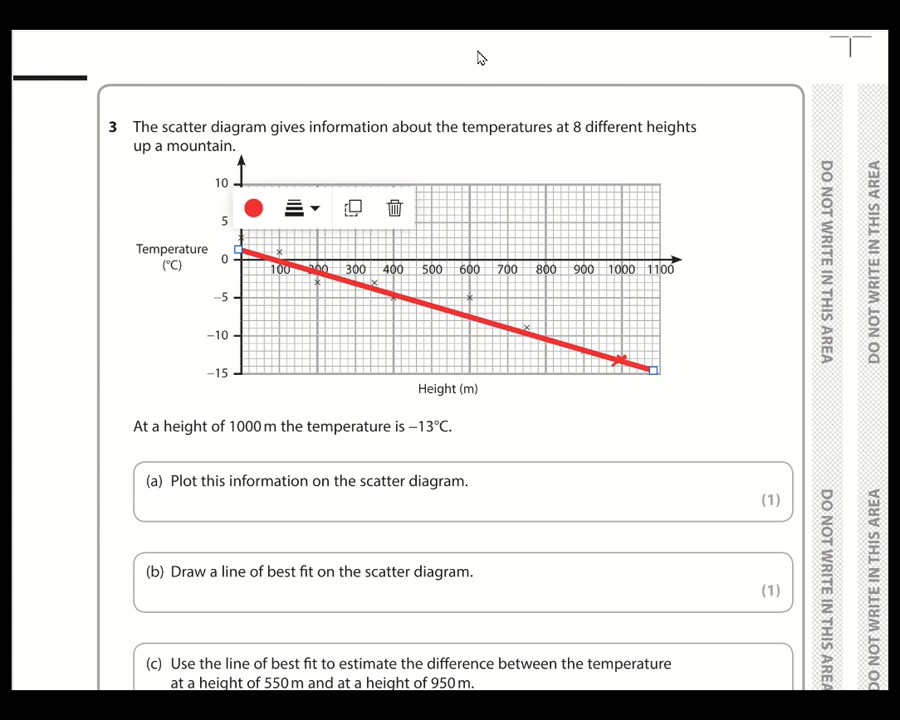 3 The scatter diagram gives information about the temperatures at 8 different heights
up a mountain.
10
5
Temperature
(°C)
0
100 200 300 400 500 600 700 800 900 1000 1100
−5
−10
−15
Height (m)
At a height of 1000 m the temperature is −13°C.
(a) Plot this information on the scatter diagram.
(1)
(b) Draw a line of best fit on the scatter diagram.
(1)
(c) Use the line of best fit to estimate the difference between the temperature
at a height of 550 m and at a height of 950 m.
DO NOT WRITE IN THIS AREA
DO NOT WRITE IN THIS AREA
DO NOT WRITE IN THIS AREA
DO NOT WRITE IN THIS AREA